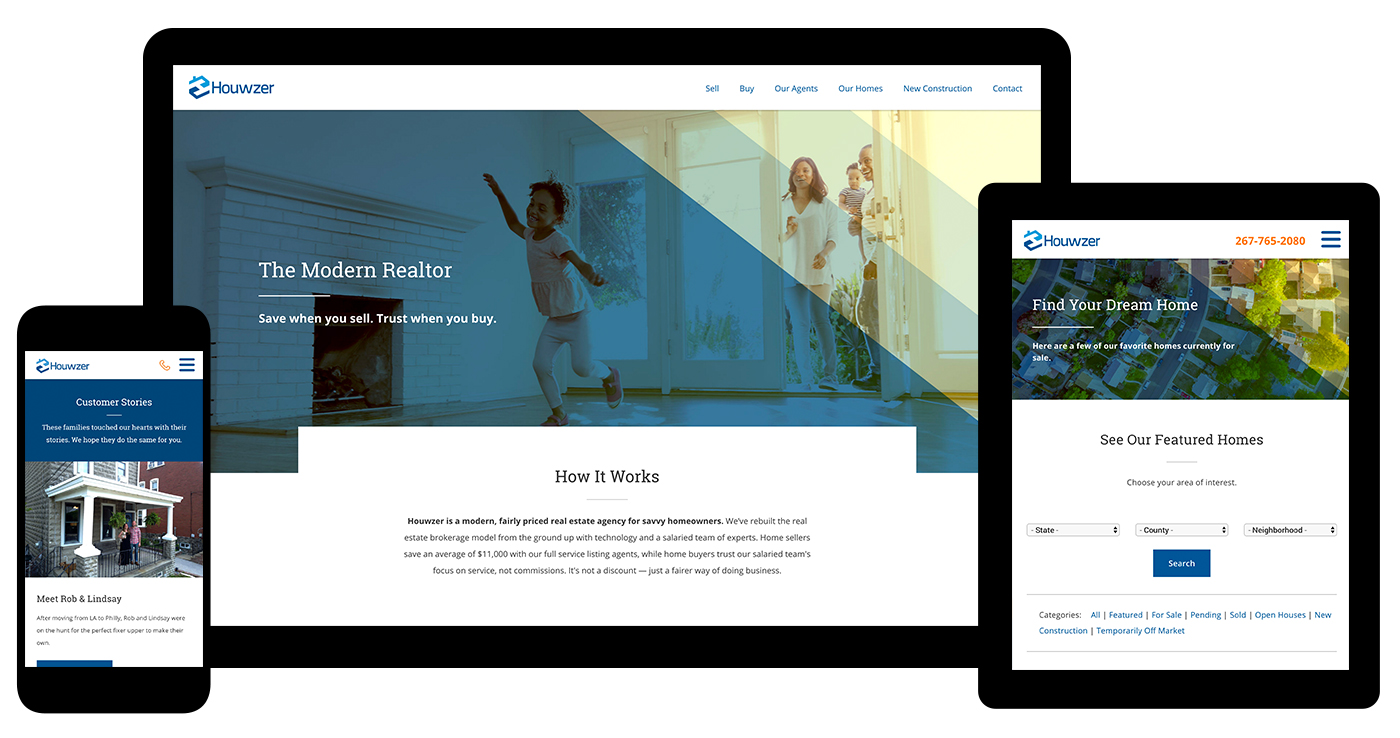 Houwzer
Sell Buy Our Agents Our Homes New Construction Contact
The Modern Realtor
Save when you sell. Trust when you buy.
How It Works
Houwzer is a modern, fairly priced real estate agency for savvy homeowners. We've rebuilt the real
estate brokerage model from the ground up with technology and a salaried team of experts. Home sellers
save an average of $11,000 with our full service listing agents, while home buyers trust our salaried team's
focus on service, not commissions. It's not a discount — just a fairer way of doing business.
Houwzer
Customer Stories
These families touched our hearts with their
stories. We hope they do the same for you.
Meet Rob & Lindsay
After moving from LA to Philly, Rob and Lindsay were
on the hunt for the perfect fixer upper to make their
own.
Houwzer 267-765-2080
Find Your Dream Home
Here are a few of our favorite homes currently for
sale.
See Our Featured Homes
Choose your area of interest.
- State - - County - - Neighborhood -
Search
Categories: All | Featured | For Sale | Pending | Sold | Open Houses | New
Construction | Temporarily Off Market